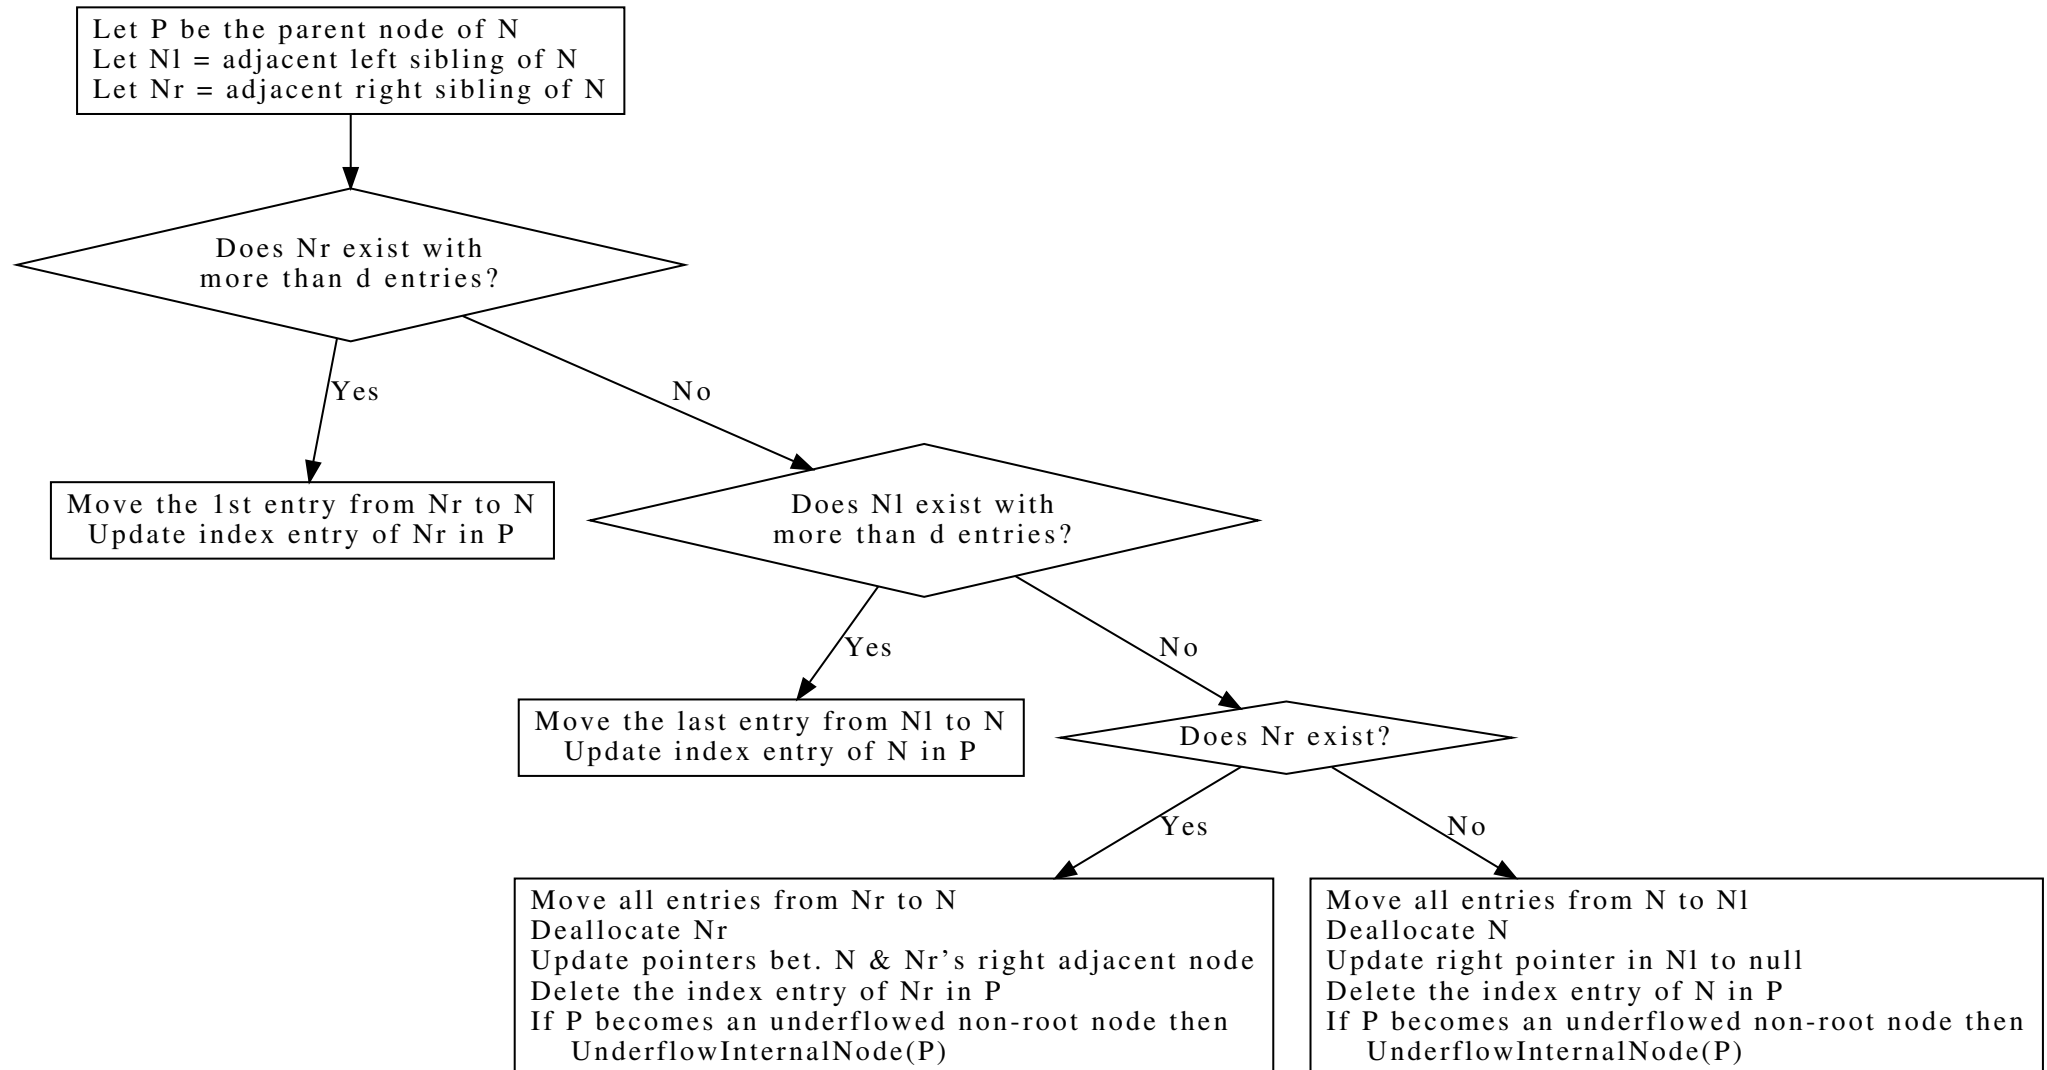 Let P be the parent node of N
Let Nl = adjacent left sibling of N
Let Nr = adjacent right sibling of N
Does Nr exist with
more than d entries?
Yes
No
Move the 1st entry from Nr to N
Update index entry of Nr in P
Does Nl exist with
more than d entries?
Yes
No
Move the last entry from Nl to N
Update index entry of N in P
Does Nr exist?
Yes
No
Move all entries from Nr to N
Deallocate Nr
Update pointers bet. N & Nr’s right adjacent node
Delete the index entry of Nr in P
If P becomes an underflowed non-root node then
UnderflowInternalNode(P)
Move all entries from N to Nl
Deallocate N
Update right pointer in Nl to null
Delete the index entry of N in P
If P becomes an underflowed non-root node then
UnderflowInternalNode(P)